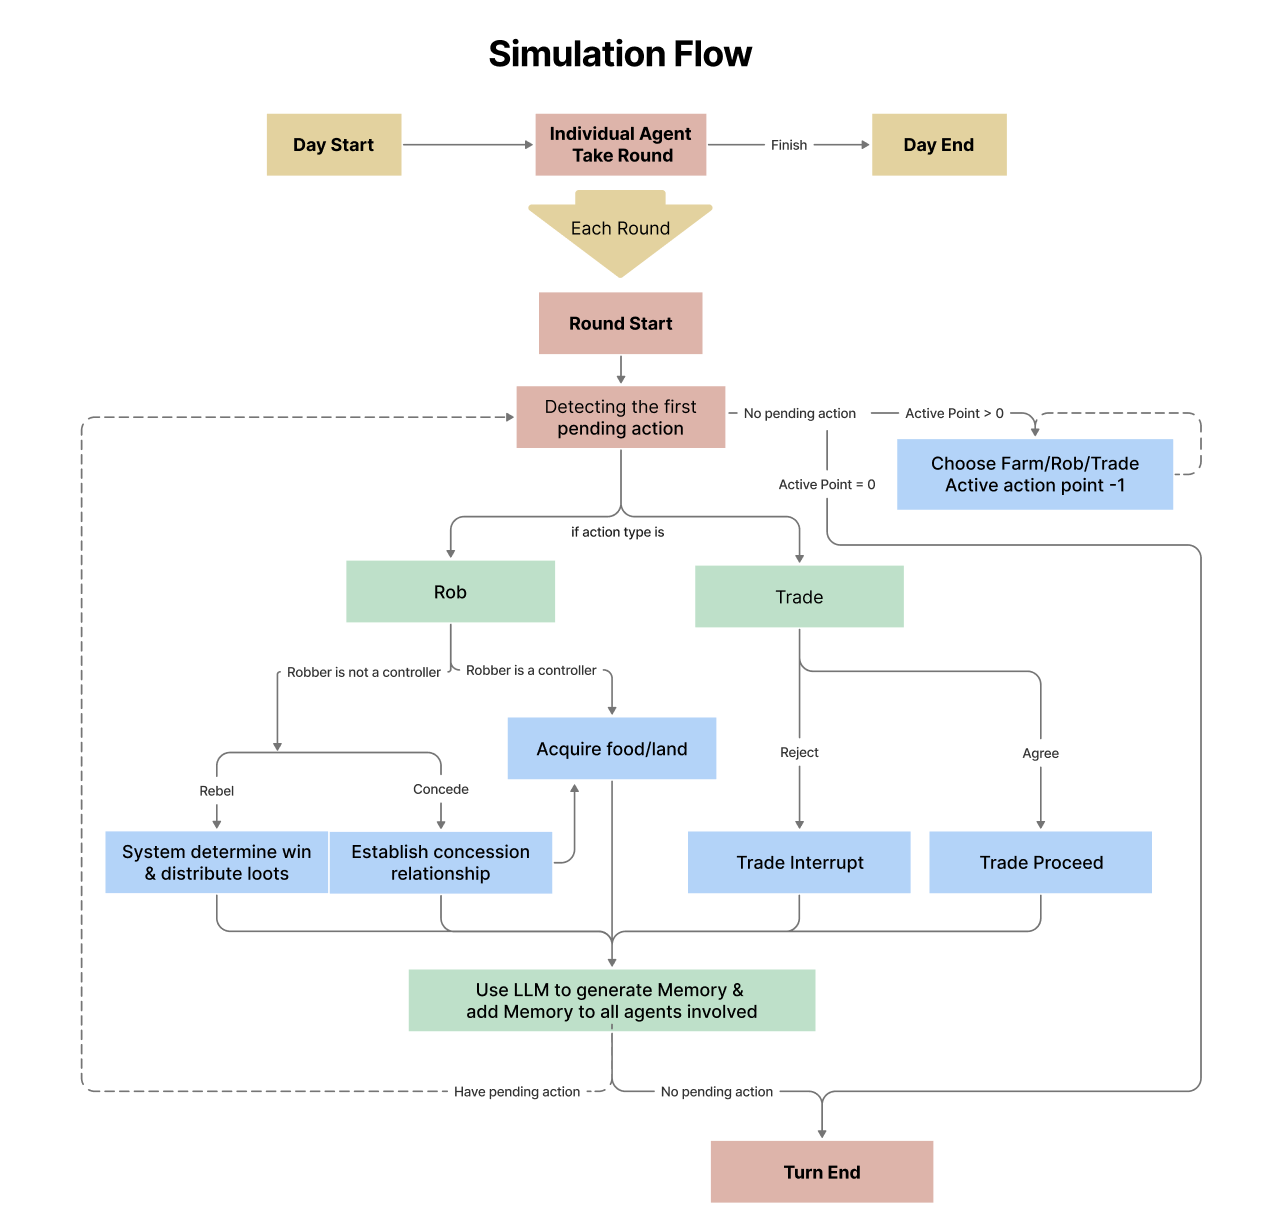 Simulation Flow
Day Start
Individual Agent
Take Round
Finish
Day End
Each Round
Round Start
Detecting the first
pending action
No pending action
Active Point > 0
Choose Farm/Rob/Trade
Active action point -1
Active Point = 0
if action type is
Rob
Trade
Robber is not a controller
Robber is a controller
Acquire food/land
Reject
Agree
Rebel
Concede
System determine win
& distribute loots
Establish concession
relationship
Trade Interrupt
Trade Proceed
Use LLM to generate Memory &
add Memory to all agents involved
Have pending action
No pending action
Turn End